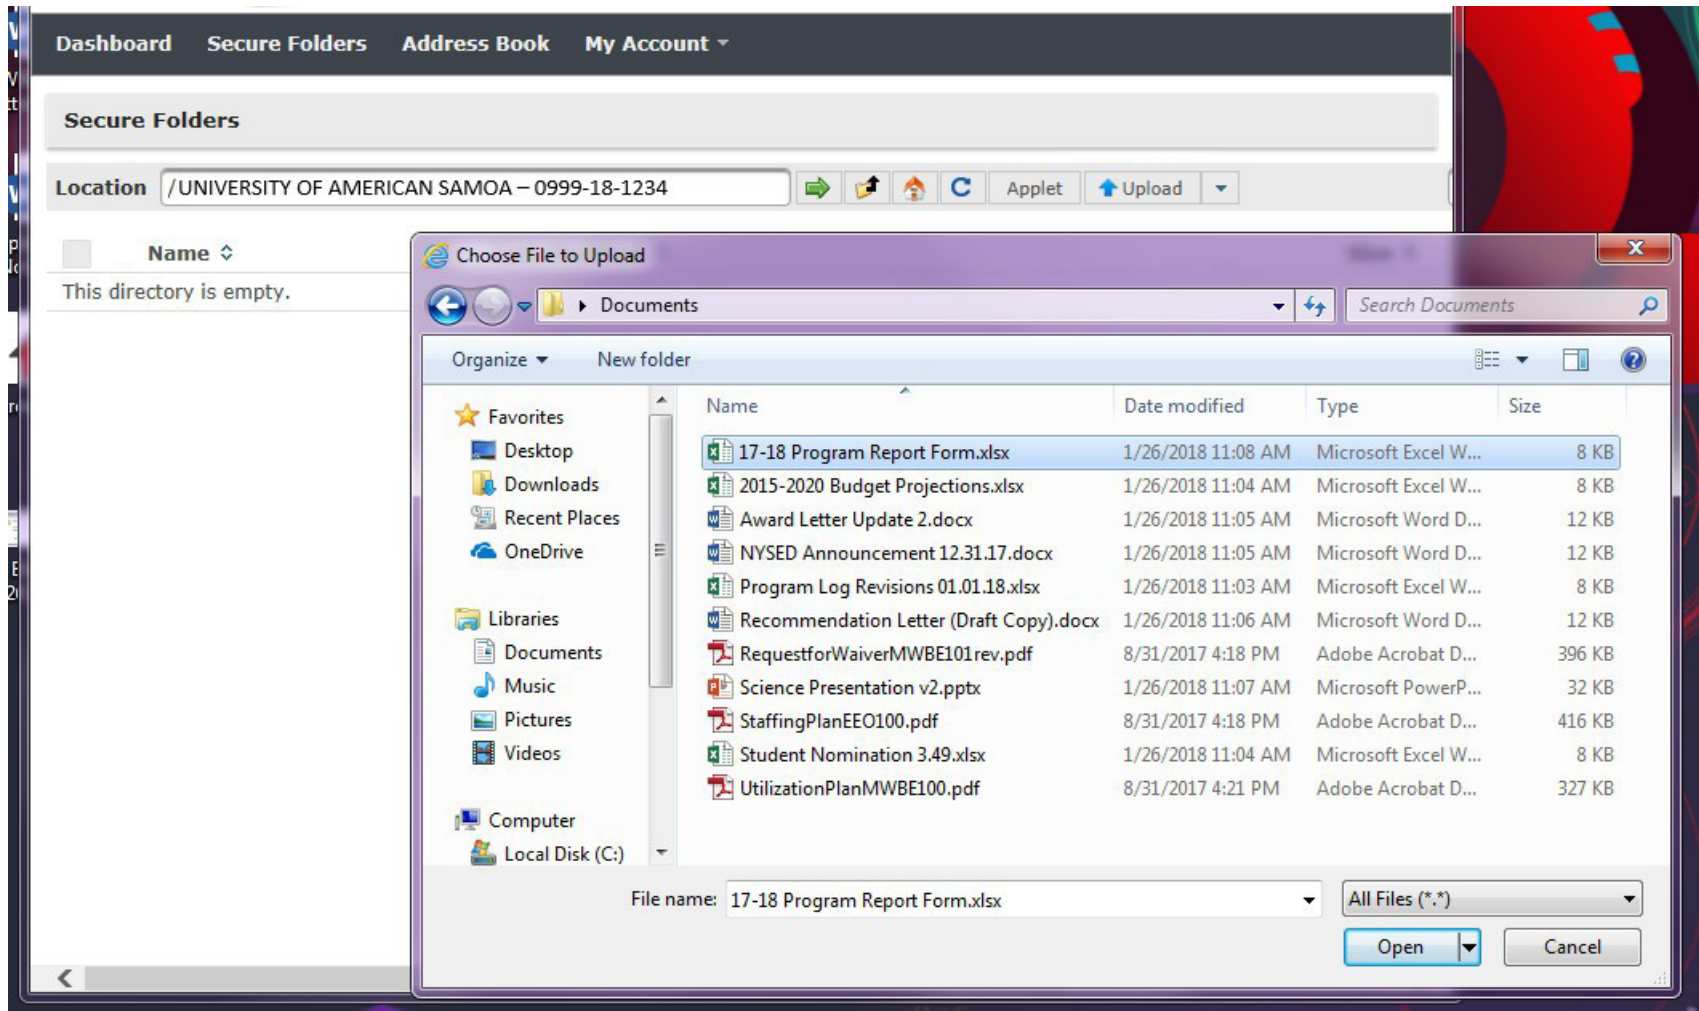 Dashboard Secure Folders Address Book My Account
Secure Folders
Location /UNIVERSITY OF AMERICAN SAMOA – 0999-18-1234 Applet Upload
Name
This directory is empty.
Choose File to Upload
Documents Search Documents
Organize New folder
Favorites
Desktop
Downloads
Recent Places
OneDrive
Libraries
Documents
Music
Pictures
Videos
Computer
Local Disk (C:)
Name Date modified Type Size
17-18 Program Report Form.xlsx 1/26/2018 11:08 AM Microsoft Excel W... 8 KB
2015-2020 Budget Projections.xlsx 1/26/2018 11:04 AM Microsoft Excel W... 8 KB
Award Letter Update 2.docx 1/26/2018 11:05 AM Microsoft Word D... 12 KB
NYSED Announcement 12.31.17.docx 1/26/2018 11:05 AM Microsoft Word D... 12 KB
Program Log Revisions 01.01.18.xlsx 1/26/2018 11:03 AM Microsoft Excel W... 8 KB
Recommendation Letter (Draft Copy).docx 1/26/2018 11:06 AM Microsoft Word D... 12 KB
RequestforWaiverMWBE101rev.pdf 8/31/2017 4:18 PM Adobe Acrobat D... 396 KB
Science Presentation v2.pptx 1/26/2018 11:07 AM Microsoft PowerP... 32 KB
StaffingPlanEEO100.pdf 8/31/2017 4:18 PM Adobe Acrobat D... 416 KB
Student Nomination 3.49.xlsx 1/26/2018 11:04 AM Microsoft Excel W... 8 KB
UtilizationPlanMWBE100.pdf 8/31/2017 4:21 PM Adobe Acrobat D... 327 KB
File name: 17-18 Program Report Form.xlsx All Files (*.*)
Open Cancel